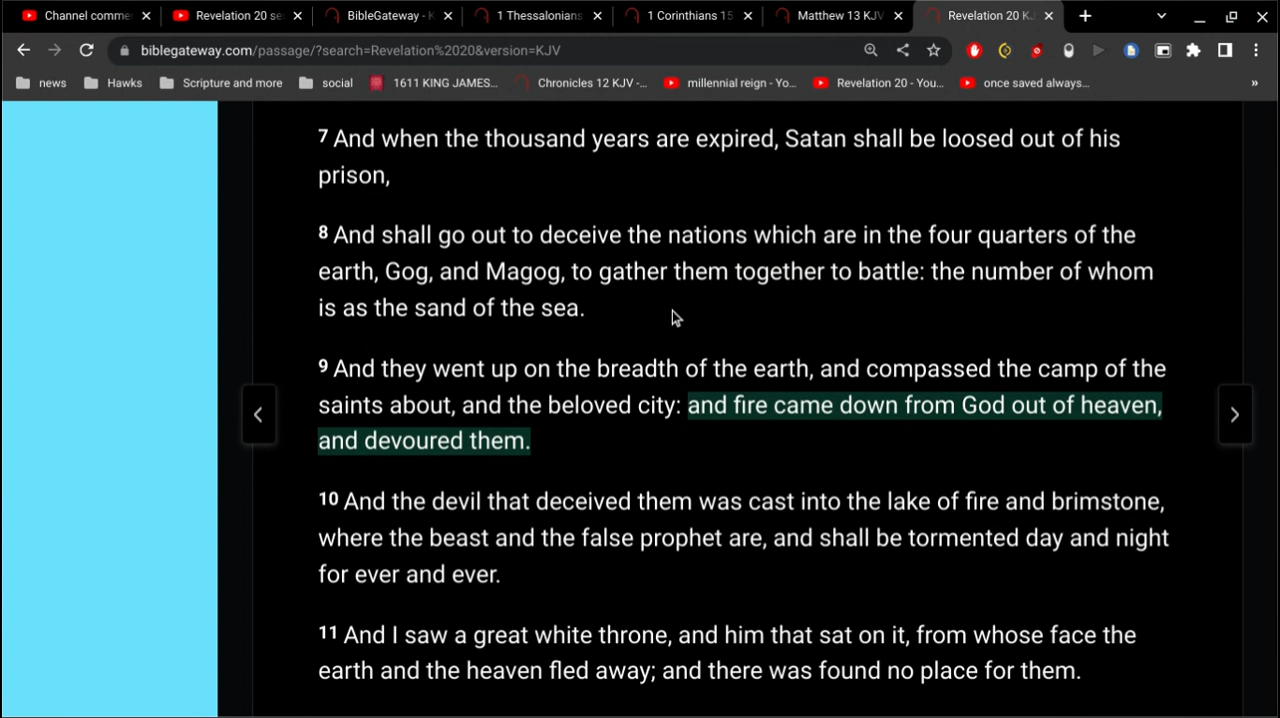 Channel comme
Revelation 20 se
BibleGateway - K
1 Thessalonians
1 Corinthians 15
Matthew 13 KJV
Revelation 20 KJ
biblegateway.com/passage/?search=Revelation%2020&version=KJV
news
Hawks
Scripture and more
social
1611 KING JAMES...
Chronicles 12 KJV -...
millennial reign - Yo...
Revelation 20 - You...
once saved always...
»
7 And when the thousand years are expired, Satan shall be loosed out of his
prison,
8 And shall go out to deceive the nations which are in the four quarters of the
earth, Gog, and Magog, to gather them together to battle: the number of whom
is as the sand of the sea.
9 And they went up on the breadth of the earth, and compassed the camp of the
saints about, and the beloved city: and fire came down from God out of heaven,
and devoured them.
10 And the devil that deceived them was cast into the lake of fire and brimstone,
where the beast and the false prophet are, and shall be tormented day and night
for ever and ever.
11 And I saw a great white throne, and him that sat on it, from whose face the
earth and the heaven fled away; and there was found no place for them.